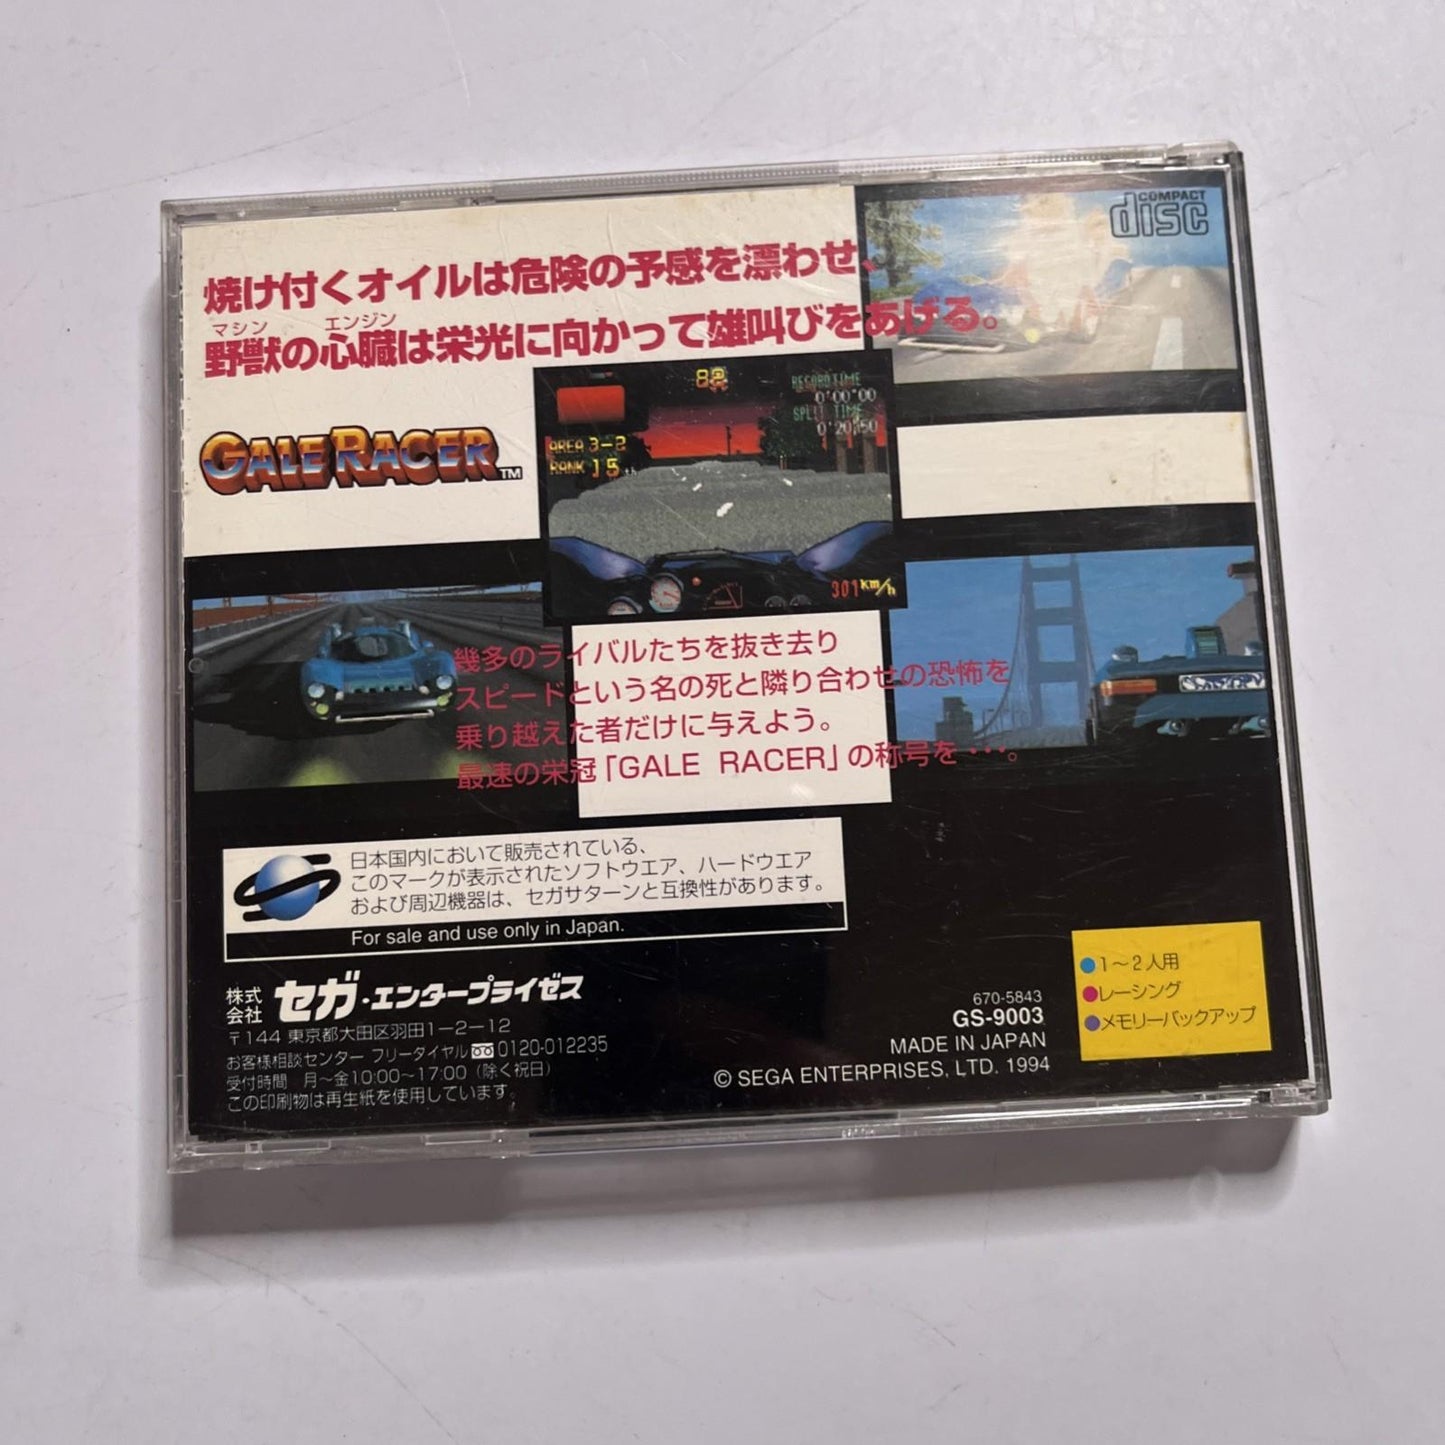 COMPACT
disc
焼け付くオイルは危険の予感を漂わせ、
マシン エンジン
野獣の心臓は栄光に向かって雄叫びをあげる。
GALE RACER™
82
RECORD TIME
0'00"00
SPLIT TIME
0'20"50
AREA 3-2
RANK 15th
301km/h
幾多のライバルたちを抜き去り
スピードという名の死と隣り合わせの恐怖を
乗り越えた者だけに与えよう。
最速の栄冠「GALE RACER」の称号を…。
日本国内において販売されている、
このマークが表示されたソフトウエア、ハードウエア
および周辺機器は、セガサターンと互換性があります。
For sale and use only in Japan.
株式会社 セガ・エンタープライゼス
〒144 東京都大田区羽田1-2-12
お客様相談センター フリーダイヤル 0120-012235
受付時間 月〜金10:00〜17:00（除く祝日）
この印刷物は再生紙を使用しています。
670-5843
GS-9003
MADE IN JAPAN
© SEGA ENTERPRISES, LTD. 1994
●1〜2人用
●レーシング
●メモリーバックアップ